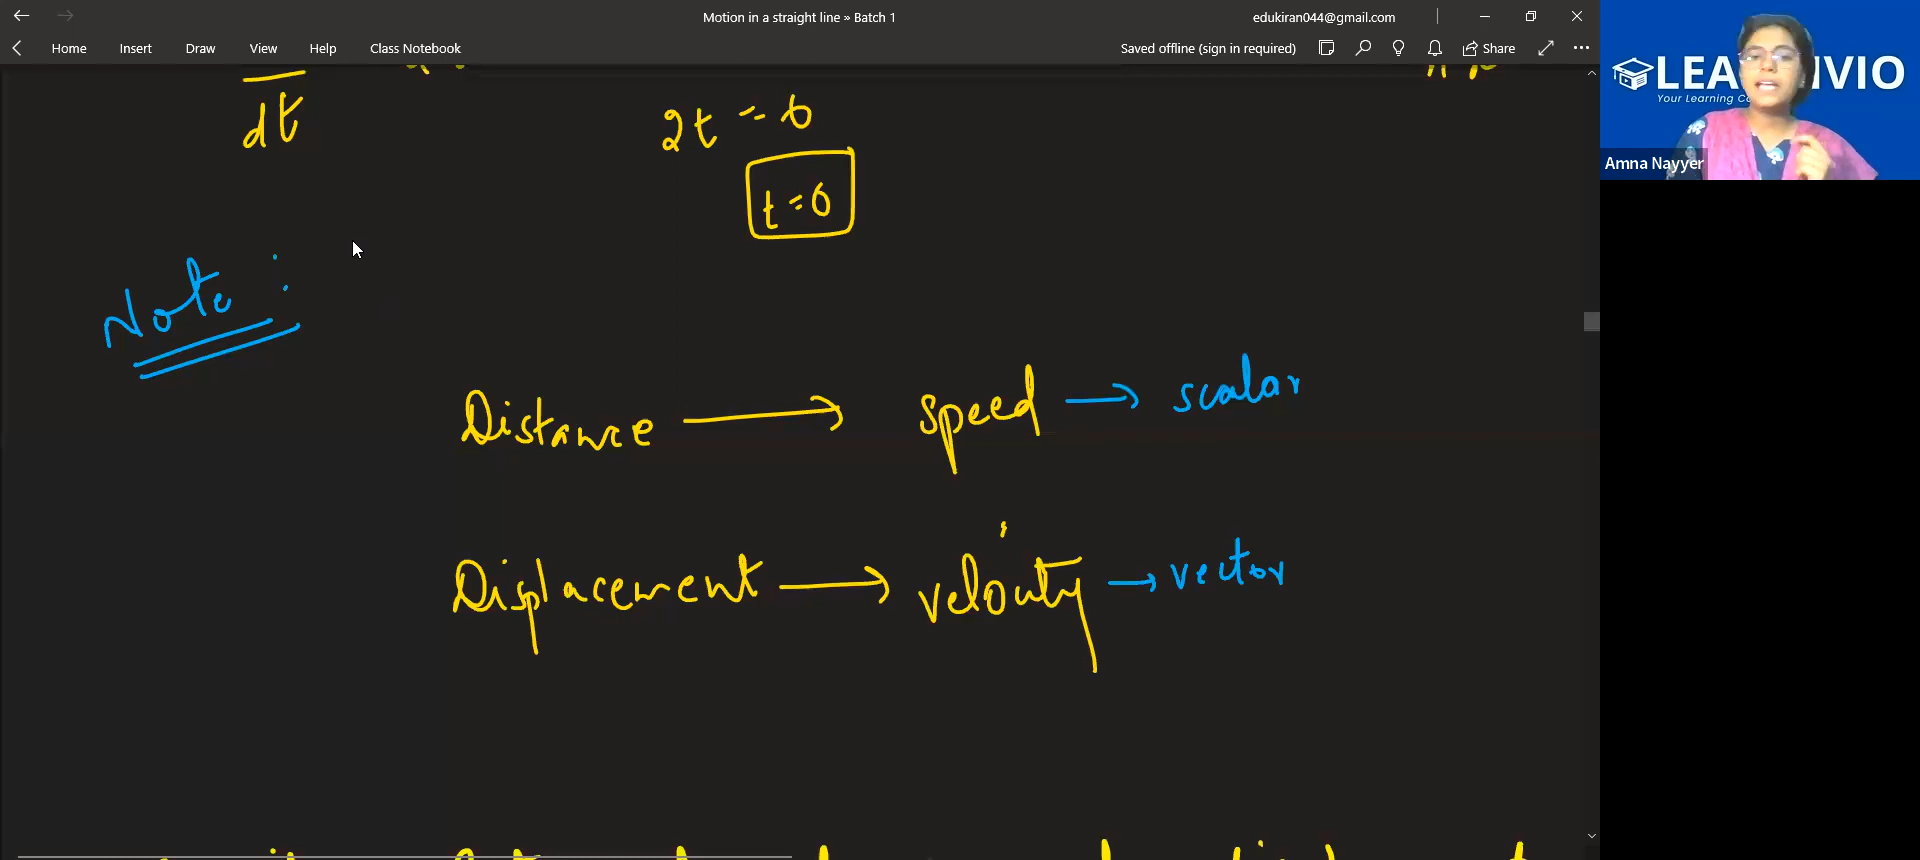 Motion in a straight line » Batch 1
edukiran044@gmail.com
Home Insert Draw View Help Class Notebook
Saved offline (sign in required) Share
Your Learning
Amna Nayyer
dt
2t = 0
t = 0
Note :
Distance → speed → scalar
Displacement → velocity → vector